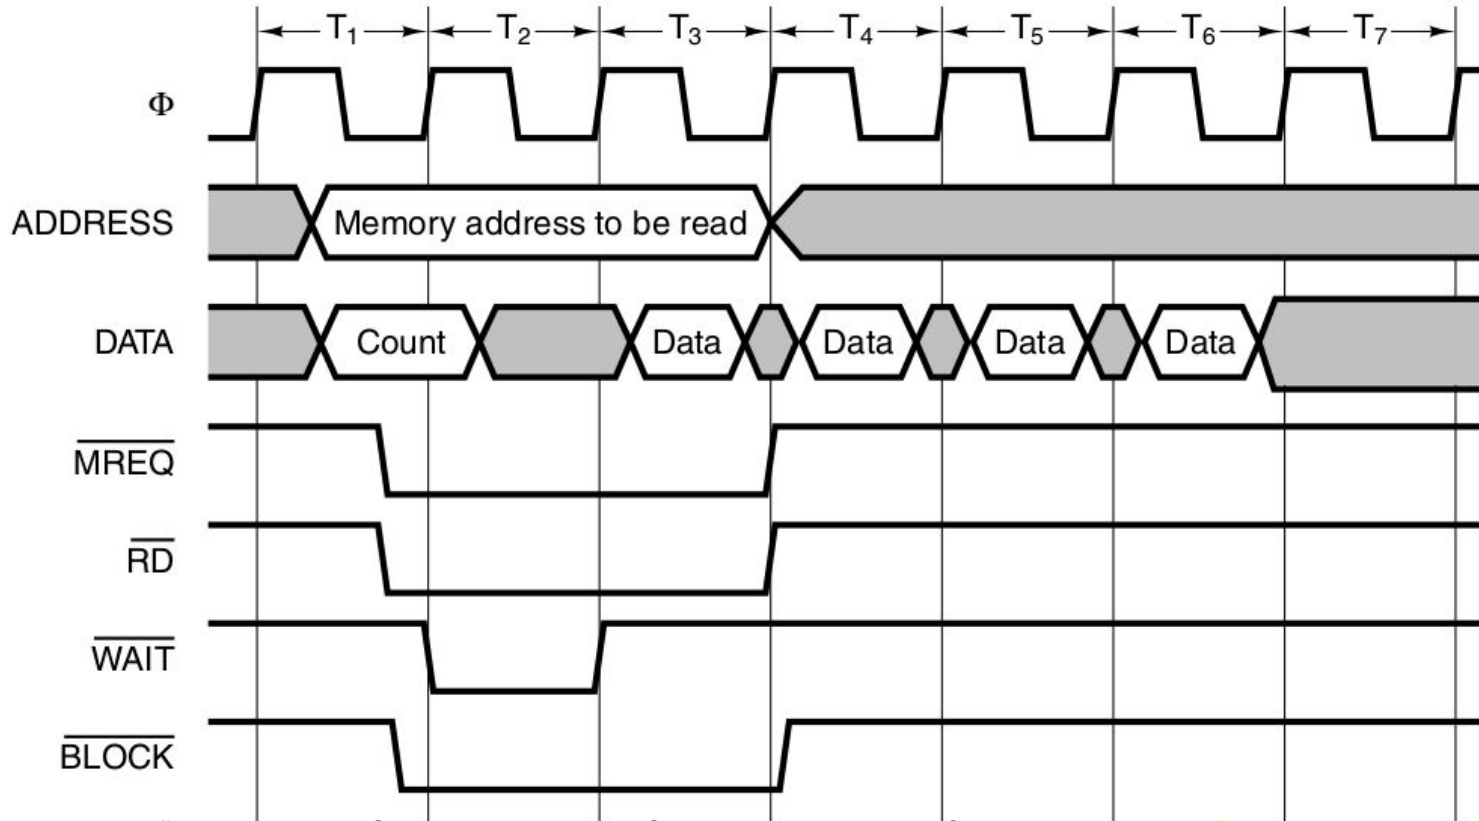 T1 T2 T3 T4 T5 T6 T7
Φ
ADDRESS Memory address to be read
DATA Count Data Data Data Data
MREQ
RD
WAIT
BLOCK